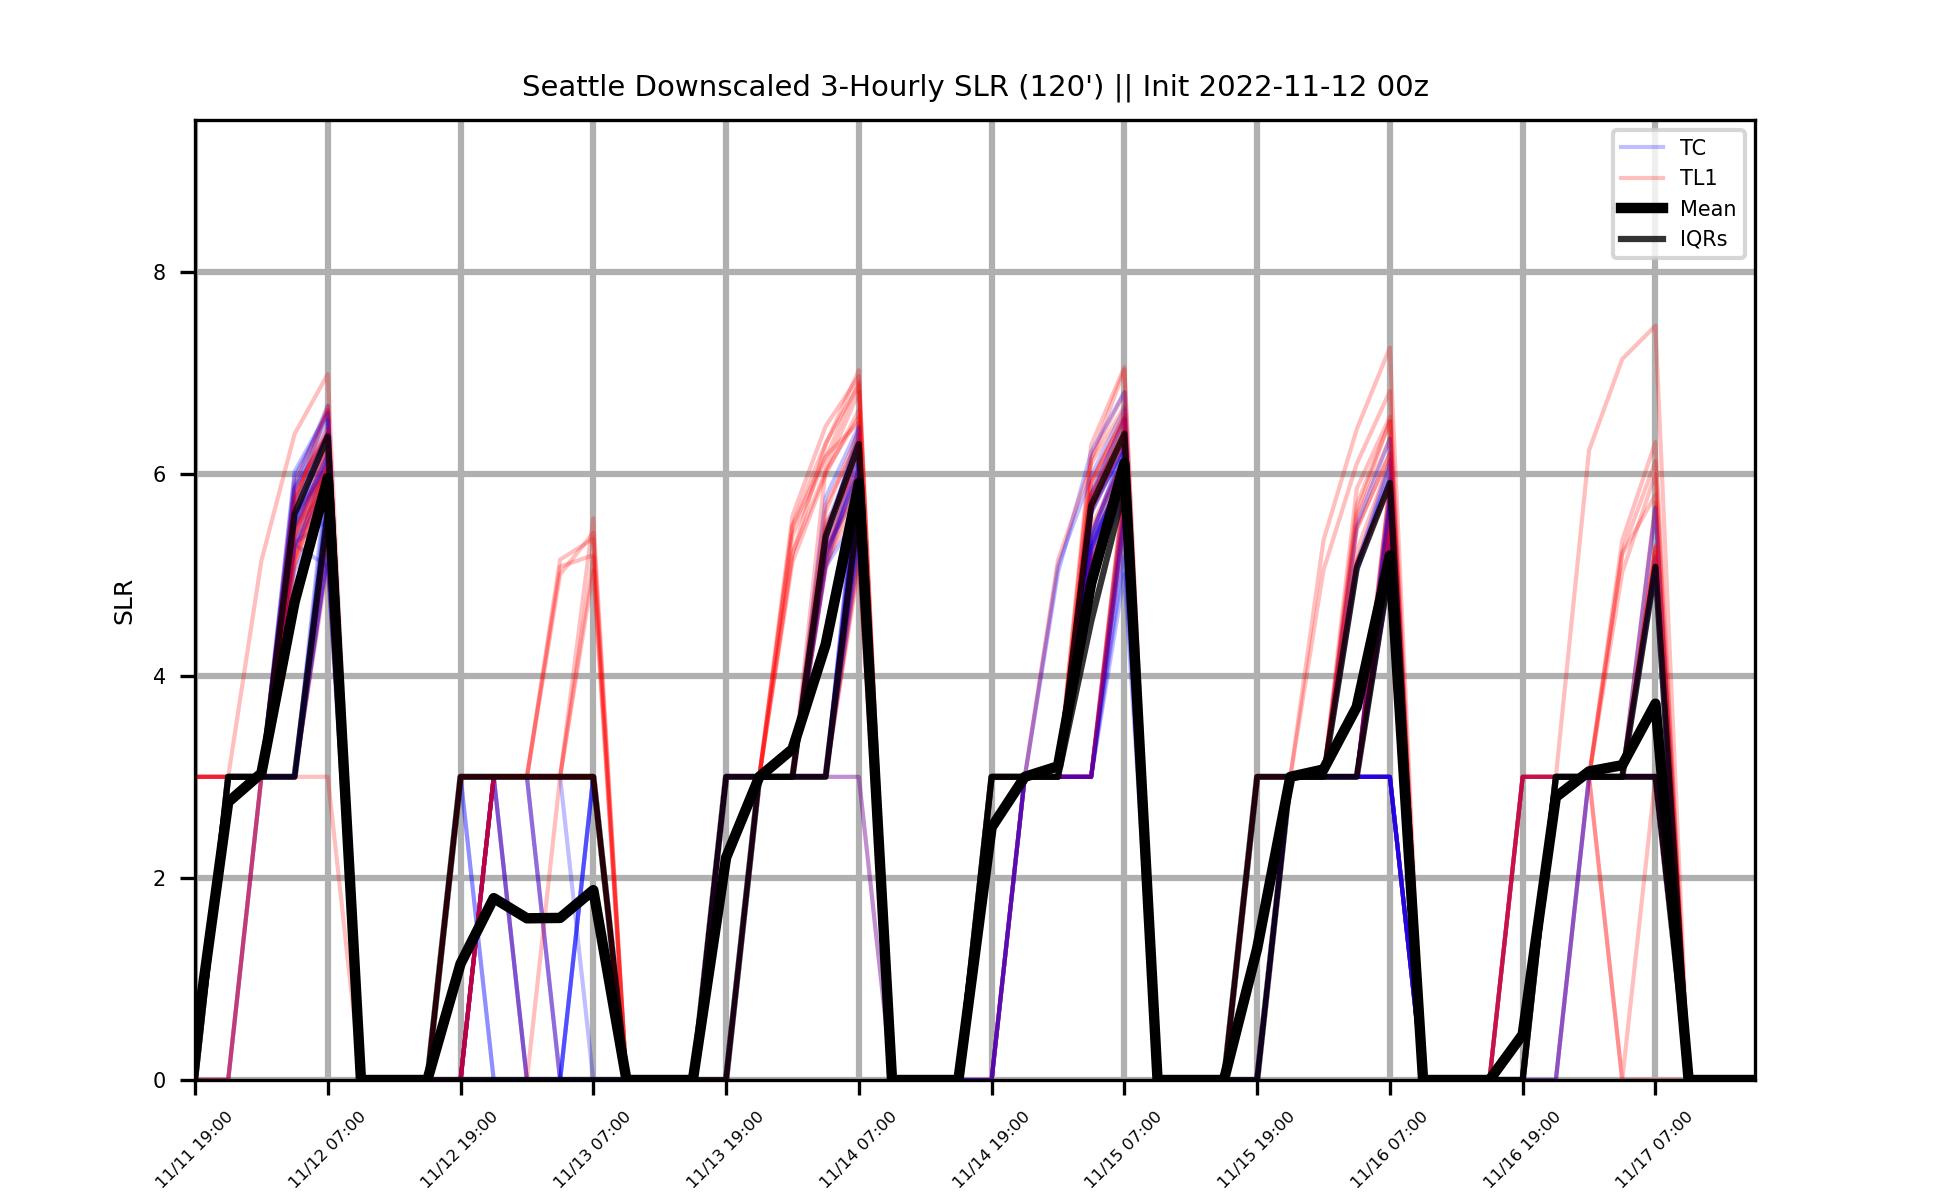 Seattle Downscaled 3-Hourly SLR (120') || Init 2022-11-12 00z
TC
TL1
Mean
IQRs
SLR
8
6
4
2
0
11/11 19:00
11/12 07:00
11/12 19:00
11/13 07:00
11/13 19:00
11/14 07:00
11/14 19:00
11/15 07:00
11/15 19:00
11/16 07:00
11/16 19:00
11/17 07:00